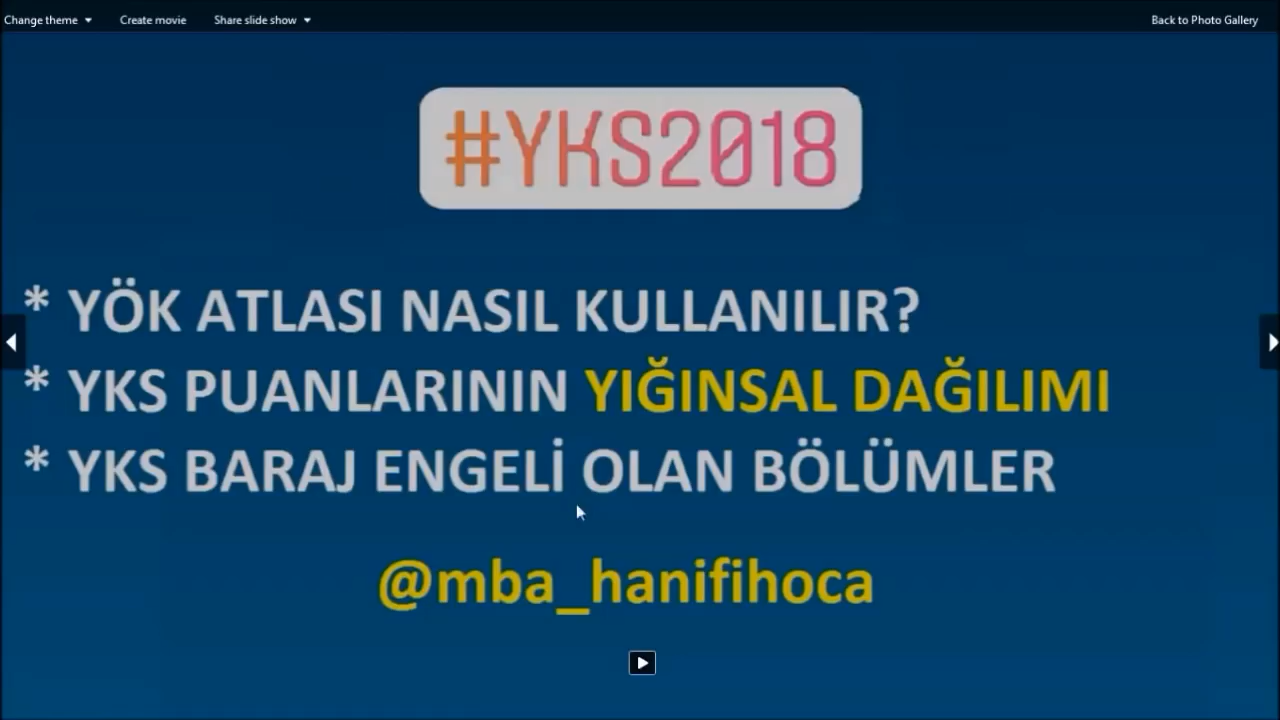 Change theme Create movie Share slide show Back to Photo Gallery
#YKS2018
* YÖK ATLASI NASIL KULLANILIR?
* YKS PUANLARININ YIĞINSAL DAĞILIMI
* YKS BARAJ ENGELİ OLAN BÖLÜMLER
@mba_hanifihoca